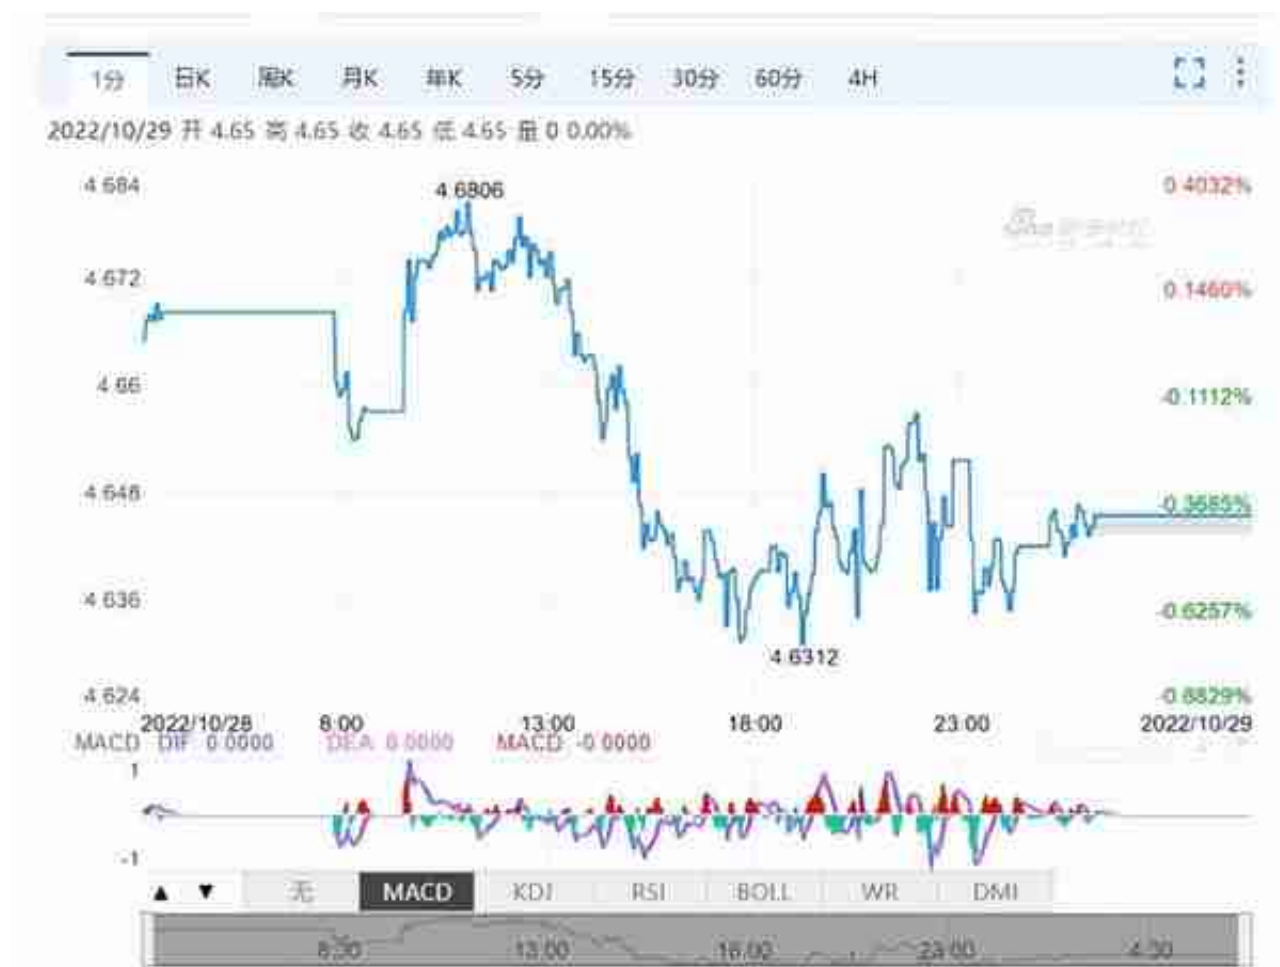 1分 日K 周K 月K 年K 5分 15分 30分 60分 4H
2022/10/29 开 4.65 高 4.65 收 4.65 低 4.65 量 0 0.00%
4.684 4.6806 0.4032%
4.672 0.1460%
4.66 -0.1112%
4.648 -0.3685%
4.636 -0.6257%
4.6312
4.624 -0.8829%
2022/10/28 8:00 13:00 18:00 23:00 2022/10/29
MACD DIF 0.0000 DEA 0.0000 MACD -0.0000
1
-1
▲ ▼ 无 MACD KDJ RSI BOLL WR DMI
8:30 13:00 18:00 23:00 4:30